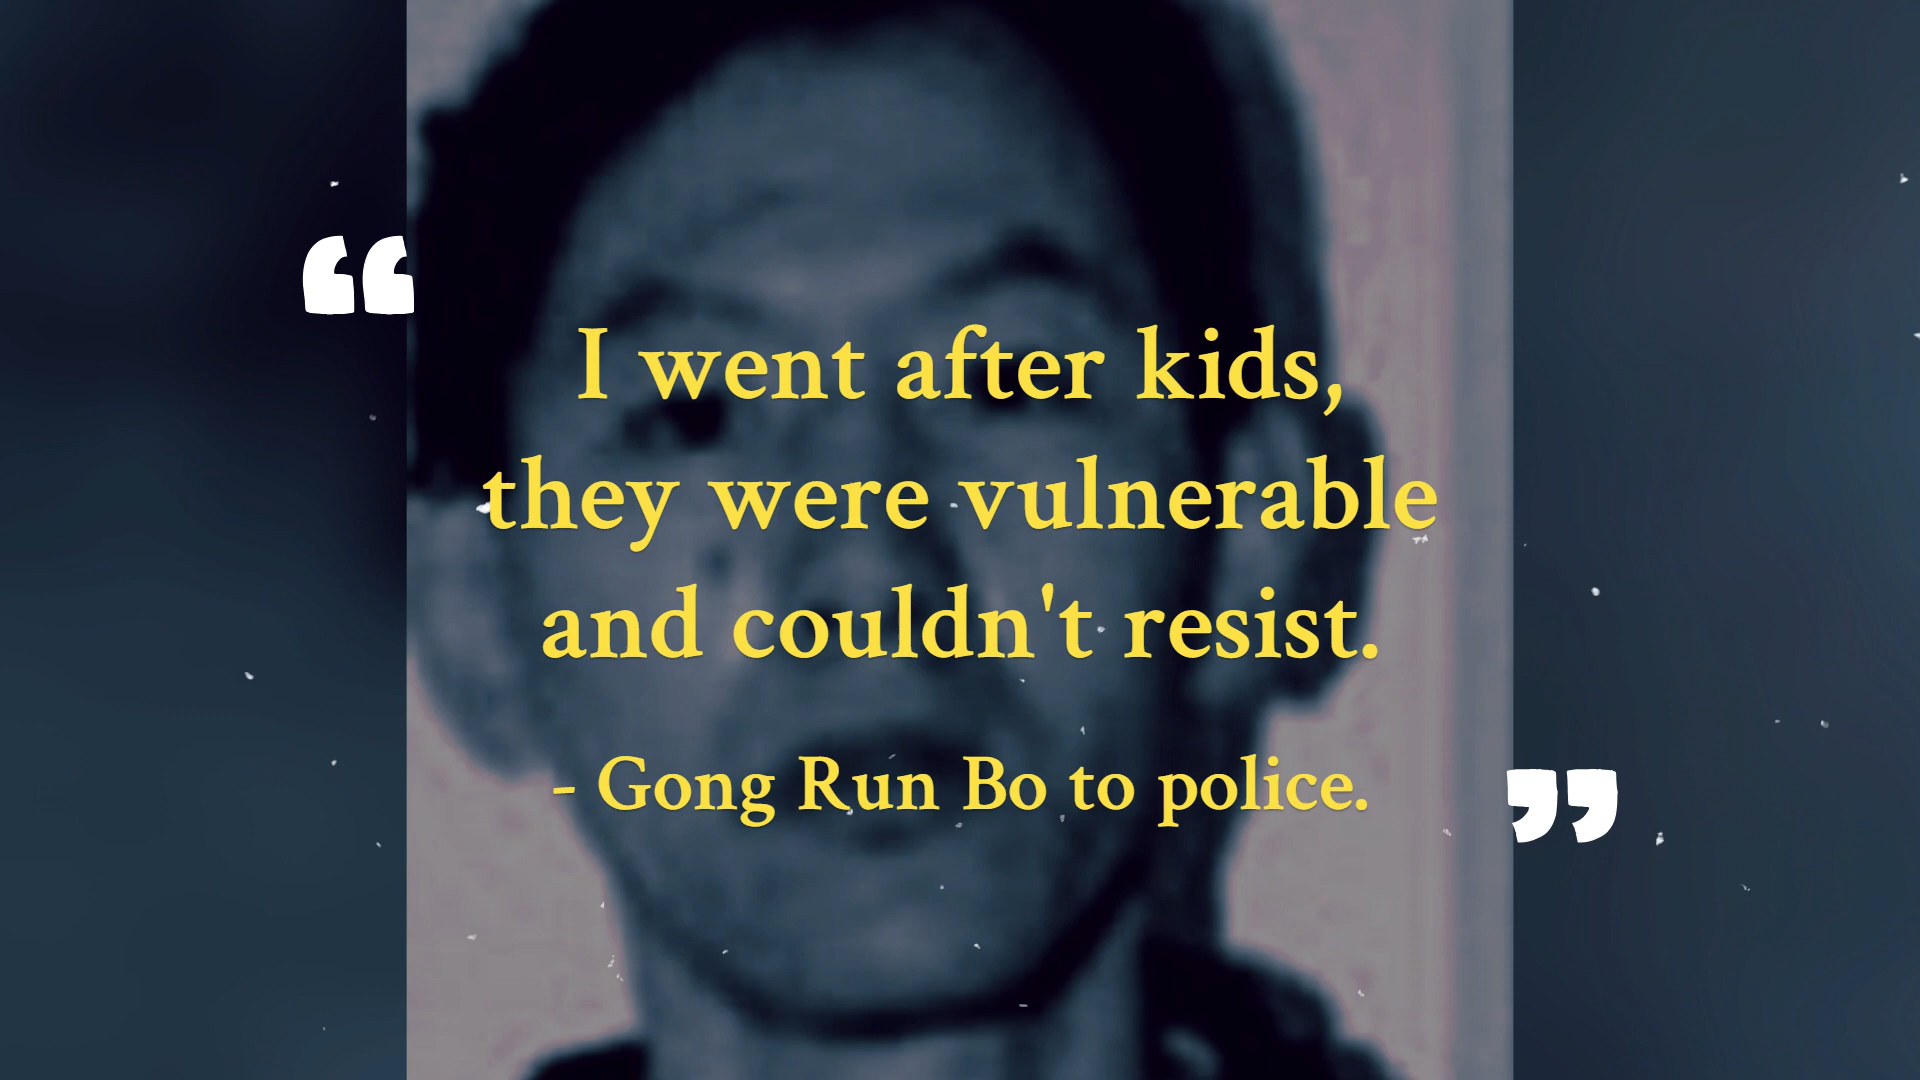 “
I went after kids,
they were vulnerable
and couldn't resist.
- Gong Run Bo to police.
”